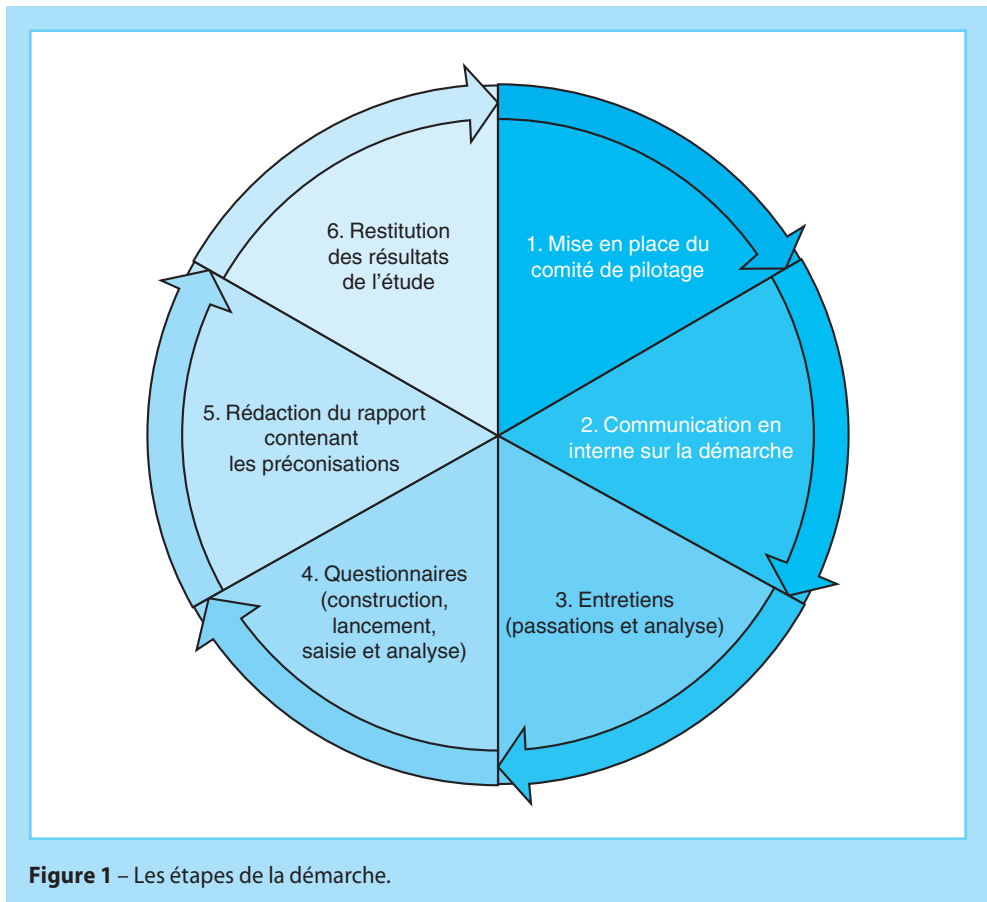 1. Mise en place du
comité de pilotage
2. Communication en
interne sur la démarche
3. Entretiens
(passations et analyse)
4. Questionnaires
(construction,
lancement,
saisie et analyse)
5. Rédaction du rapport
contenant
les préconisations
6. Restitution
des résultats
de l’étude
Figure 1 – Les étapes de la démarche.